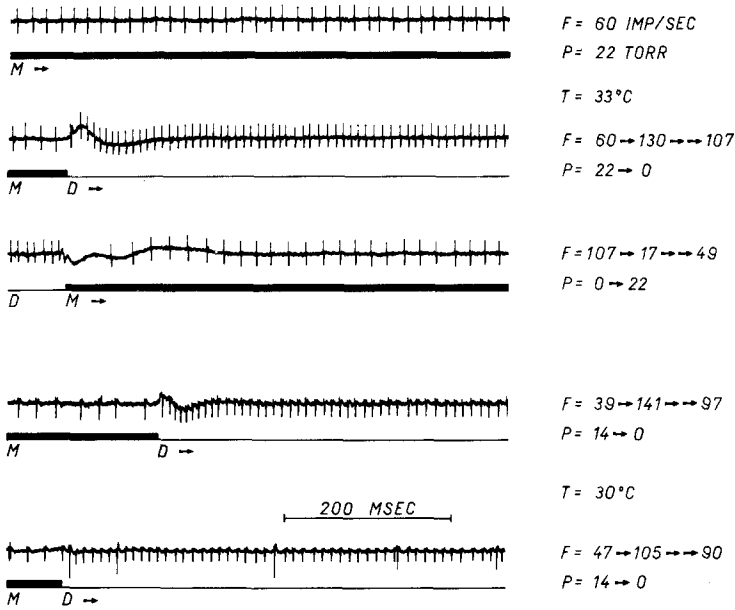 F = 60 IMP/SEC
P = 22 TORR
M →
T = 33°C
F = 60→130→→107
P = 22→0
M D →
F = 107→17→→49
P = 0→22
D M →
F = 39→141→→97
P = 14→0
M D →
T = 30°C
200 MSEC
F = 47→105→→90
P = 14→0
M D →